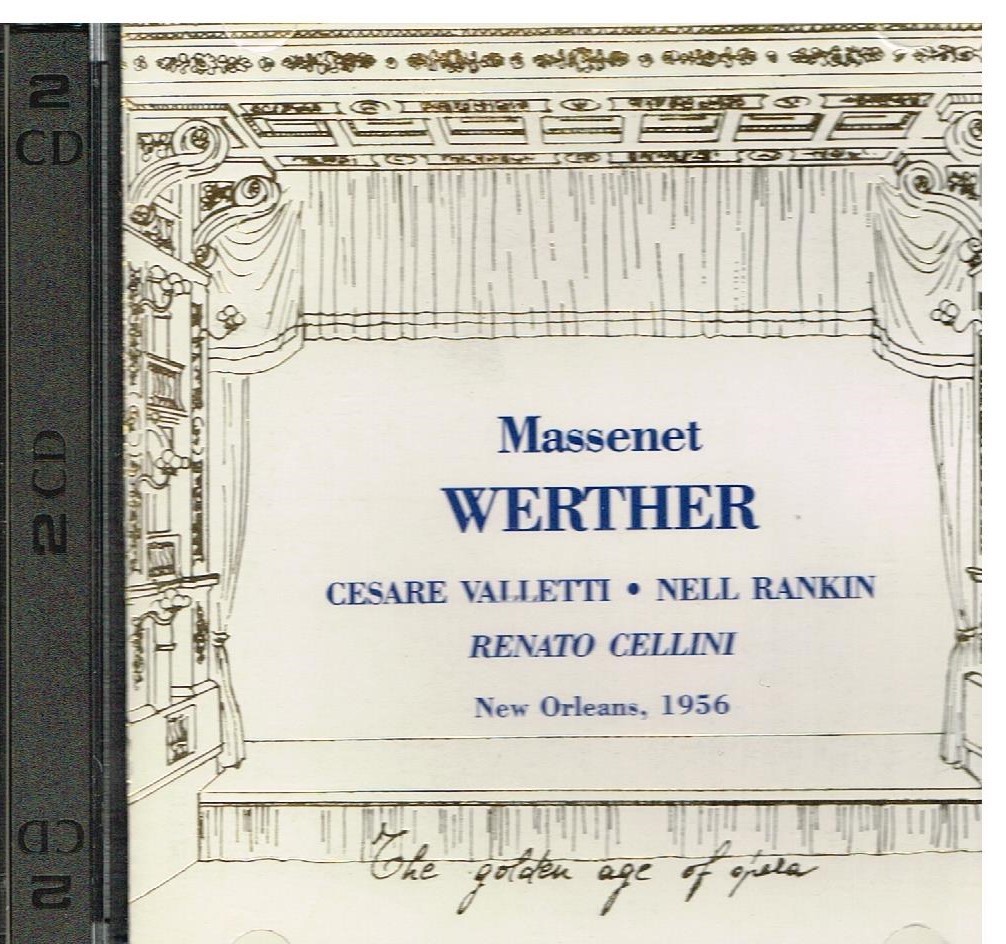 2
CD
2 CD
CD
2
Massenet
WERTHER
CESARE VALLETTI • NELL RANKIN
RENATO CELLINI
New Orleans, 1956
The golden age of opera